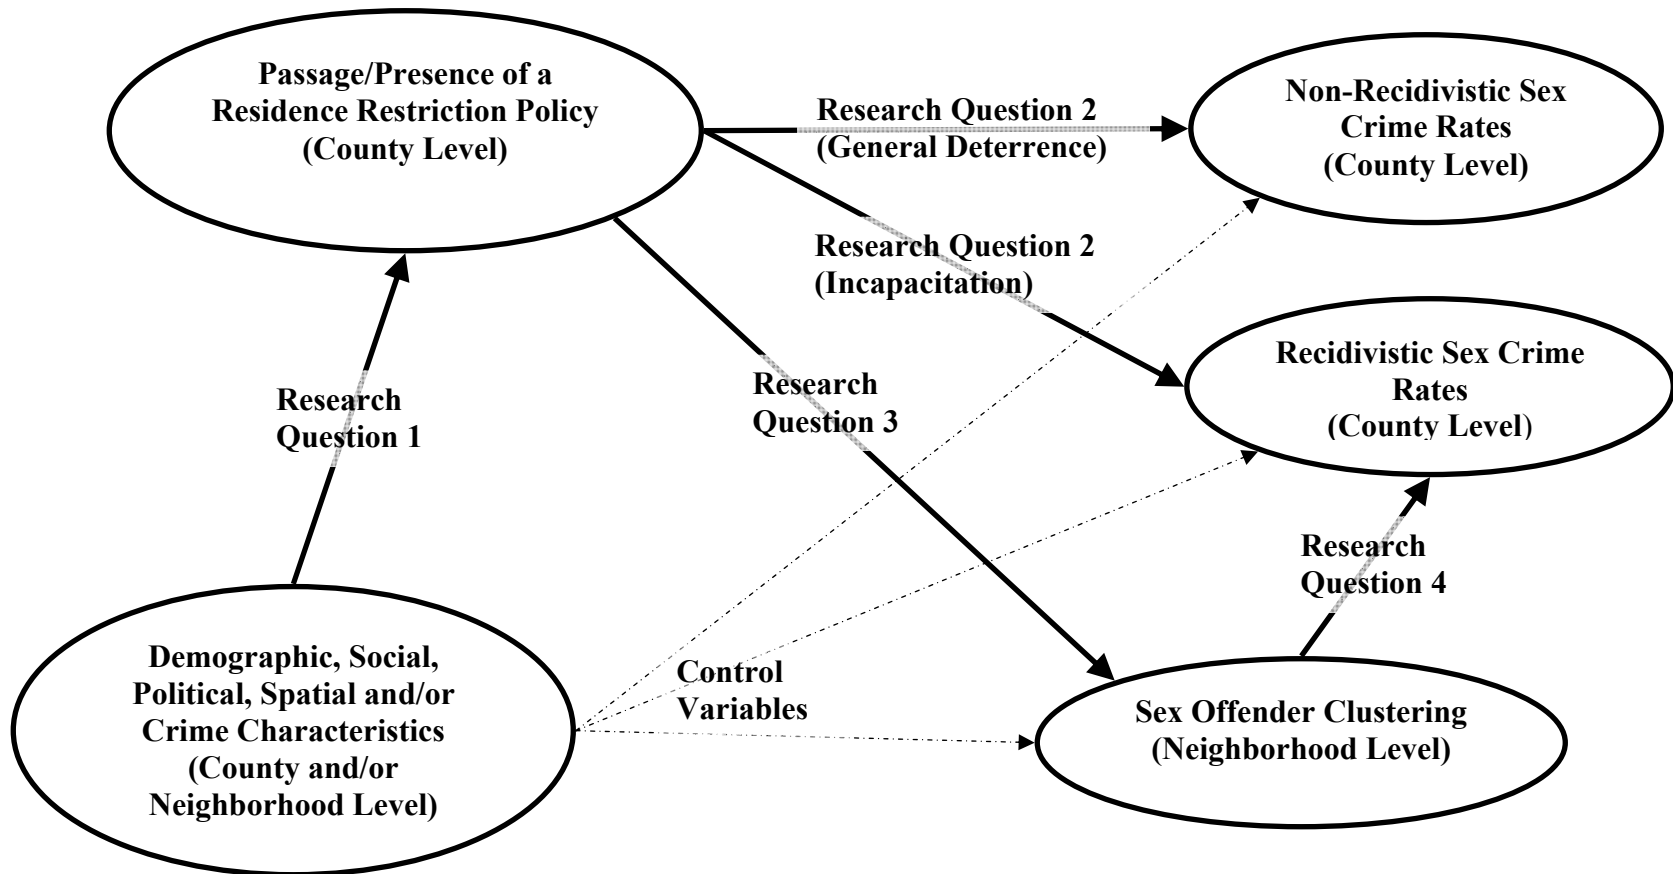 Passage/Presence of a
Residence Restriction Policy
(County Level)
Research Question 2
(General Deterrence)
Non-Recidivistic Sex
Crime Rates
(County Level)
Research Question 2
(Incapacitation)
Research
Question 3
Recidivistic Sex Crime
Rates
(County Level)
Research
Question 1
Research
Question 4
Demographic, Social,
Political, Spatial and/or
Crime Characteristics
(County and/or
Neighborhood Level)
Control
Variables
Sex Offender Clustering
(Neighborhood Level)